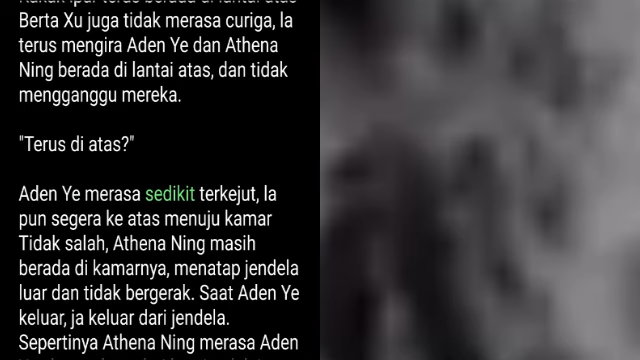 Berta Xu juga tidak merasa curiga, Ia
terus mengira Aden Ye dan Athena
Ning berada di lantai atas, dan tidak
mengganggu mereka.
"Terus di atas?"
Aden Ye merasa sedikit terkejut, Ia
pun segera ke atas menuju kamar
Tidak salah, Athena Ning masih
berada di kamarnya, menatap jendela
luar dan tidak bergerak. Saat Aden Ye
keluar, ja keluar dari jendela.
Sepertinya Athena Ning merasa Aden